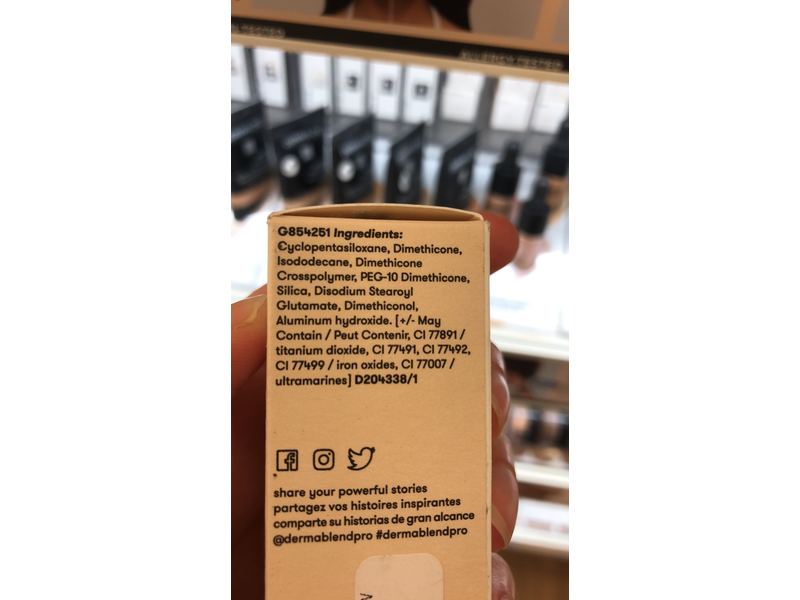 ALLERGY TESTED
G854251 Ingredients:
Cyclopentasiloxane, Dimethicone,
Isododecane, Dimethicone
Crosspolymer, PEG-10 Dimethicone,
Silica, Disodium Stearoyl
Glutamate, Dimethiconol,
Aluminum hydroxide. [+/- May
Contain / Peut Contenir, CI 77891 /
titanium dioxide, CI 77491, CI 77492,
CI 77499 / iron oxides, CI 77007 /
ultramarines] D204338/1
share your powerful stories
partagez vos histoires inspirantes
comparte su historias de gran alcance
@dermablendpro #dermablendpro